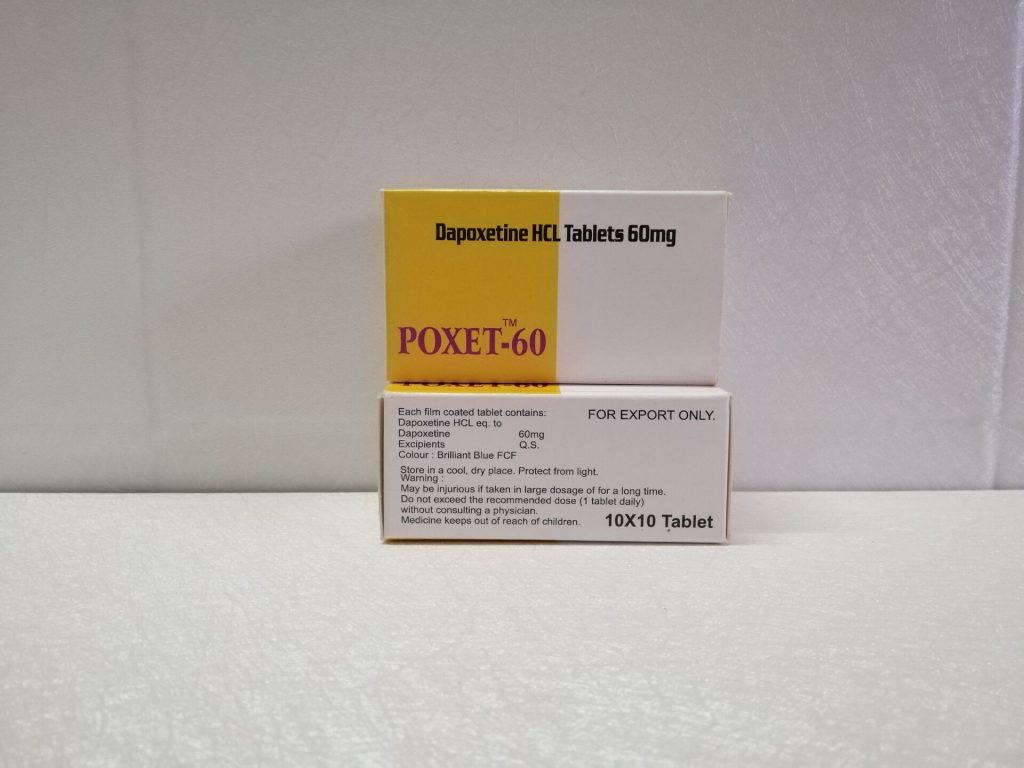 Dapoxetine HCL Tablets 60mg
POXET™-60
POXET-60
Each film coated tablet contains:
FOR EXPORT ONLY.
Dapoxetine HCL eq. to
Dapoxetine 60mg
Excipients Q.S.
Colour : Brilliant Blue FCF
Store in a cool, dry place. Protect from light.
Warning :
May be injurious if taken in large dosage of for a long time.
Do not exceed the recommended dose (1 tablet daily)
without consulting a physician.
Medicine keeps out of reach of children.
10X10 Tablet